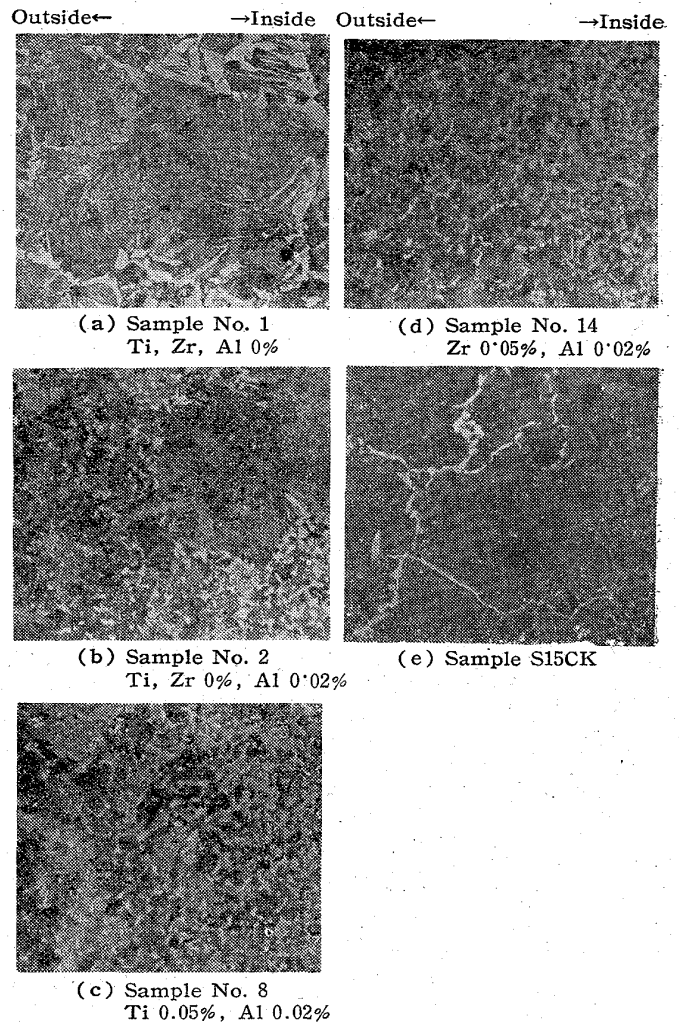 Outside← →Inside Outside← →Inside
(a) Sample No. 1
Ti, Zr, Al 0%
(d) Sample No. 14
Zr 0·05%, Al 0·02%
(b) Sample No. 2
Ti, Zr 0%, Al 0·02%
(e) Sample S15CK
(c) Sample No. 8
Ti 0.05%, Al 0.02%